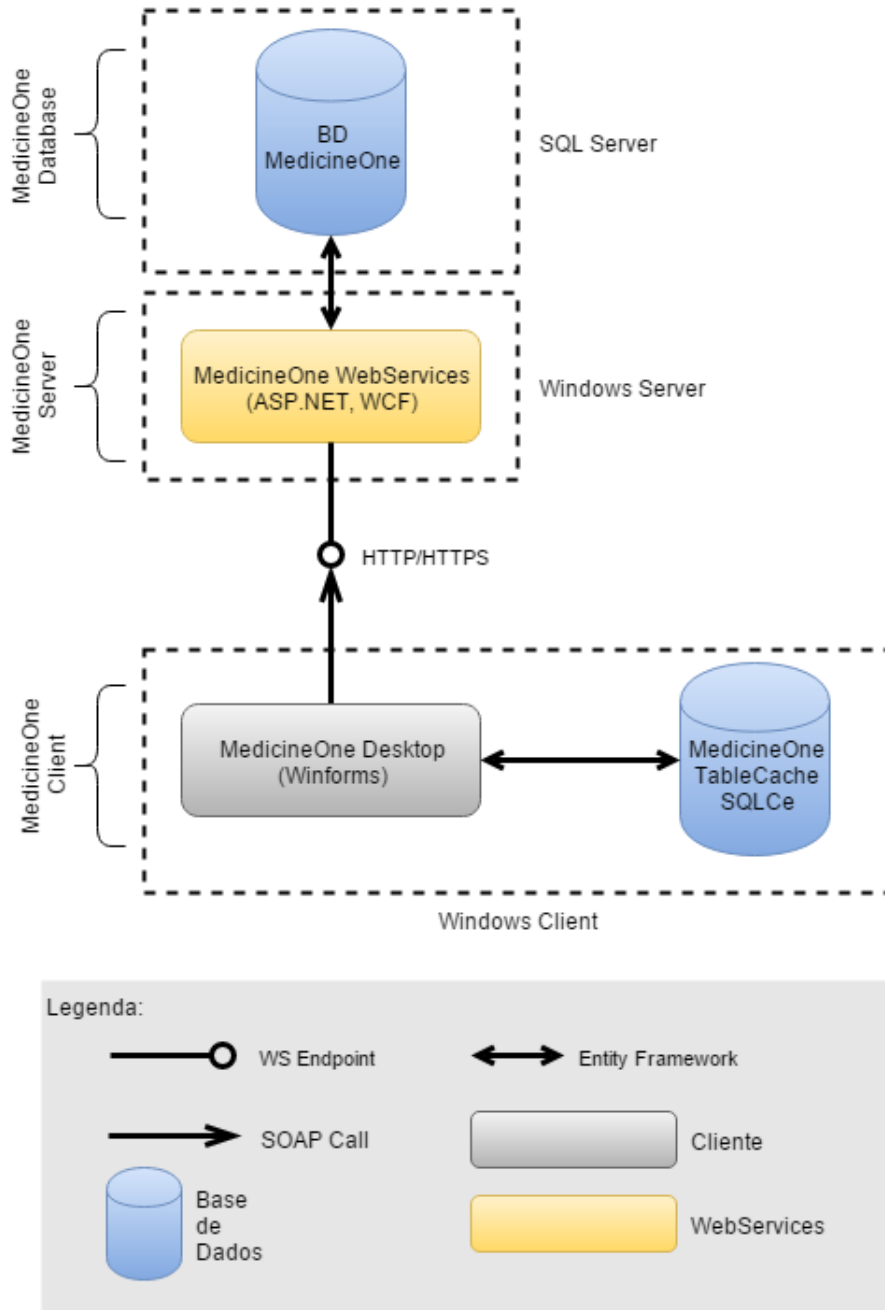 MedicineOne
Database
BD
MedicineOne
SQL Server
MedicineOne
Server
MedicineOne WebServices
(ASP.NET, WCF)
Windows Server
HTTP/HTTPS
MedicineOne
Client
MedicineOne Desktop
(Winforms)
MedicineOne
TableCache
SQLCe
Windows Client
Legenda:
WS Endpoint
Entity Framework
SOAP Call
Cliente
Base
de
Dados
WebServices